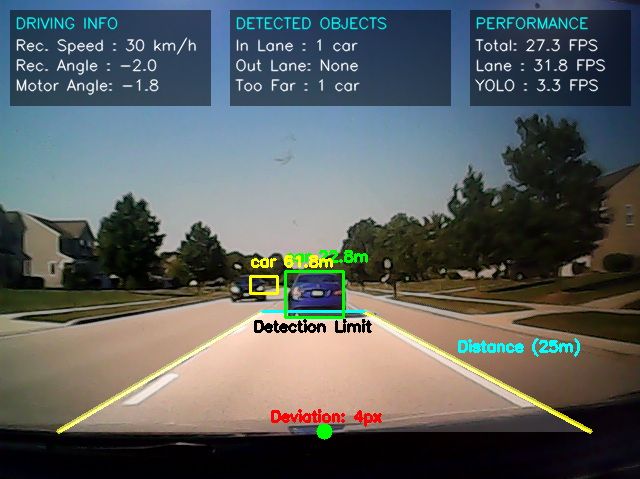 DRIVING INFO
Rec. Speed : 30 km/h
Rec. Angle : -2.0
Motor Angle: -1.8
DETECTED OBJECTS
In Lane : 1 car
Out Lane: None
Too Far : 1 car
PERFORMANCE
Total: 27.3 FPS
Lane : 31.8 FPS
YOLO : 3.3 FPS
car 61.8m
2.8m
Detection Limit
Distance (25m)
Deviation: 4px